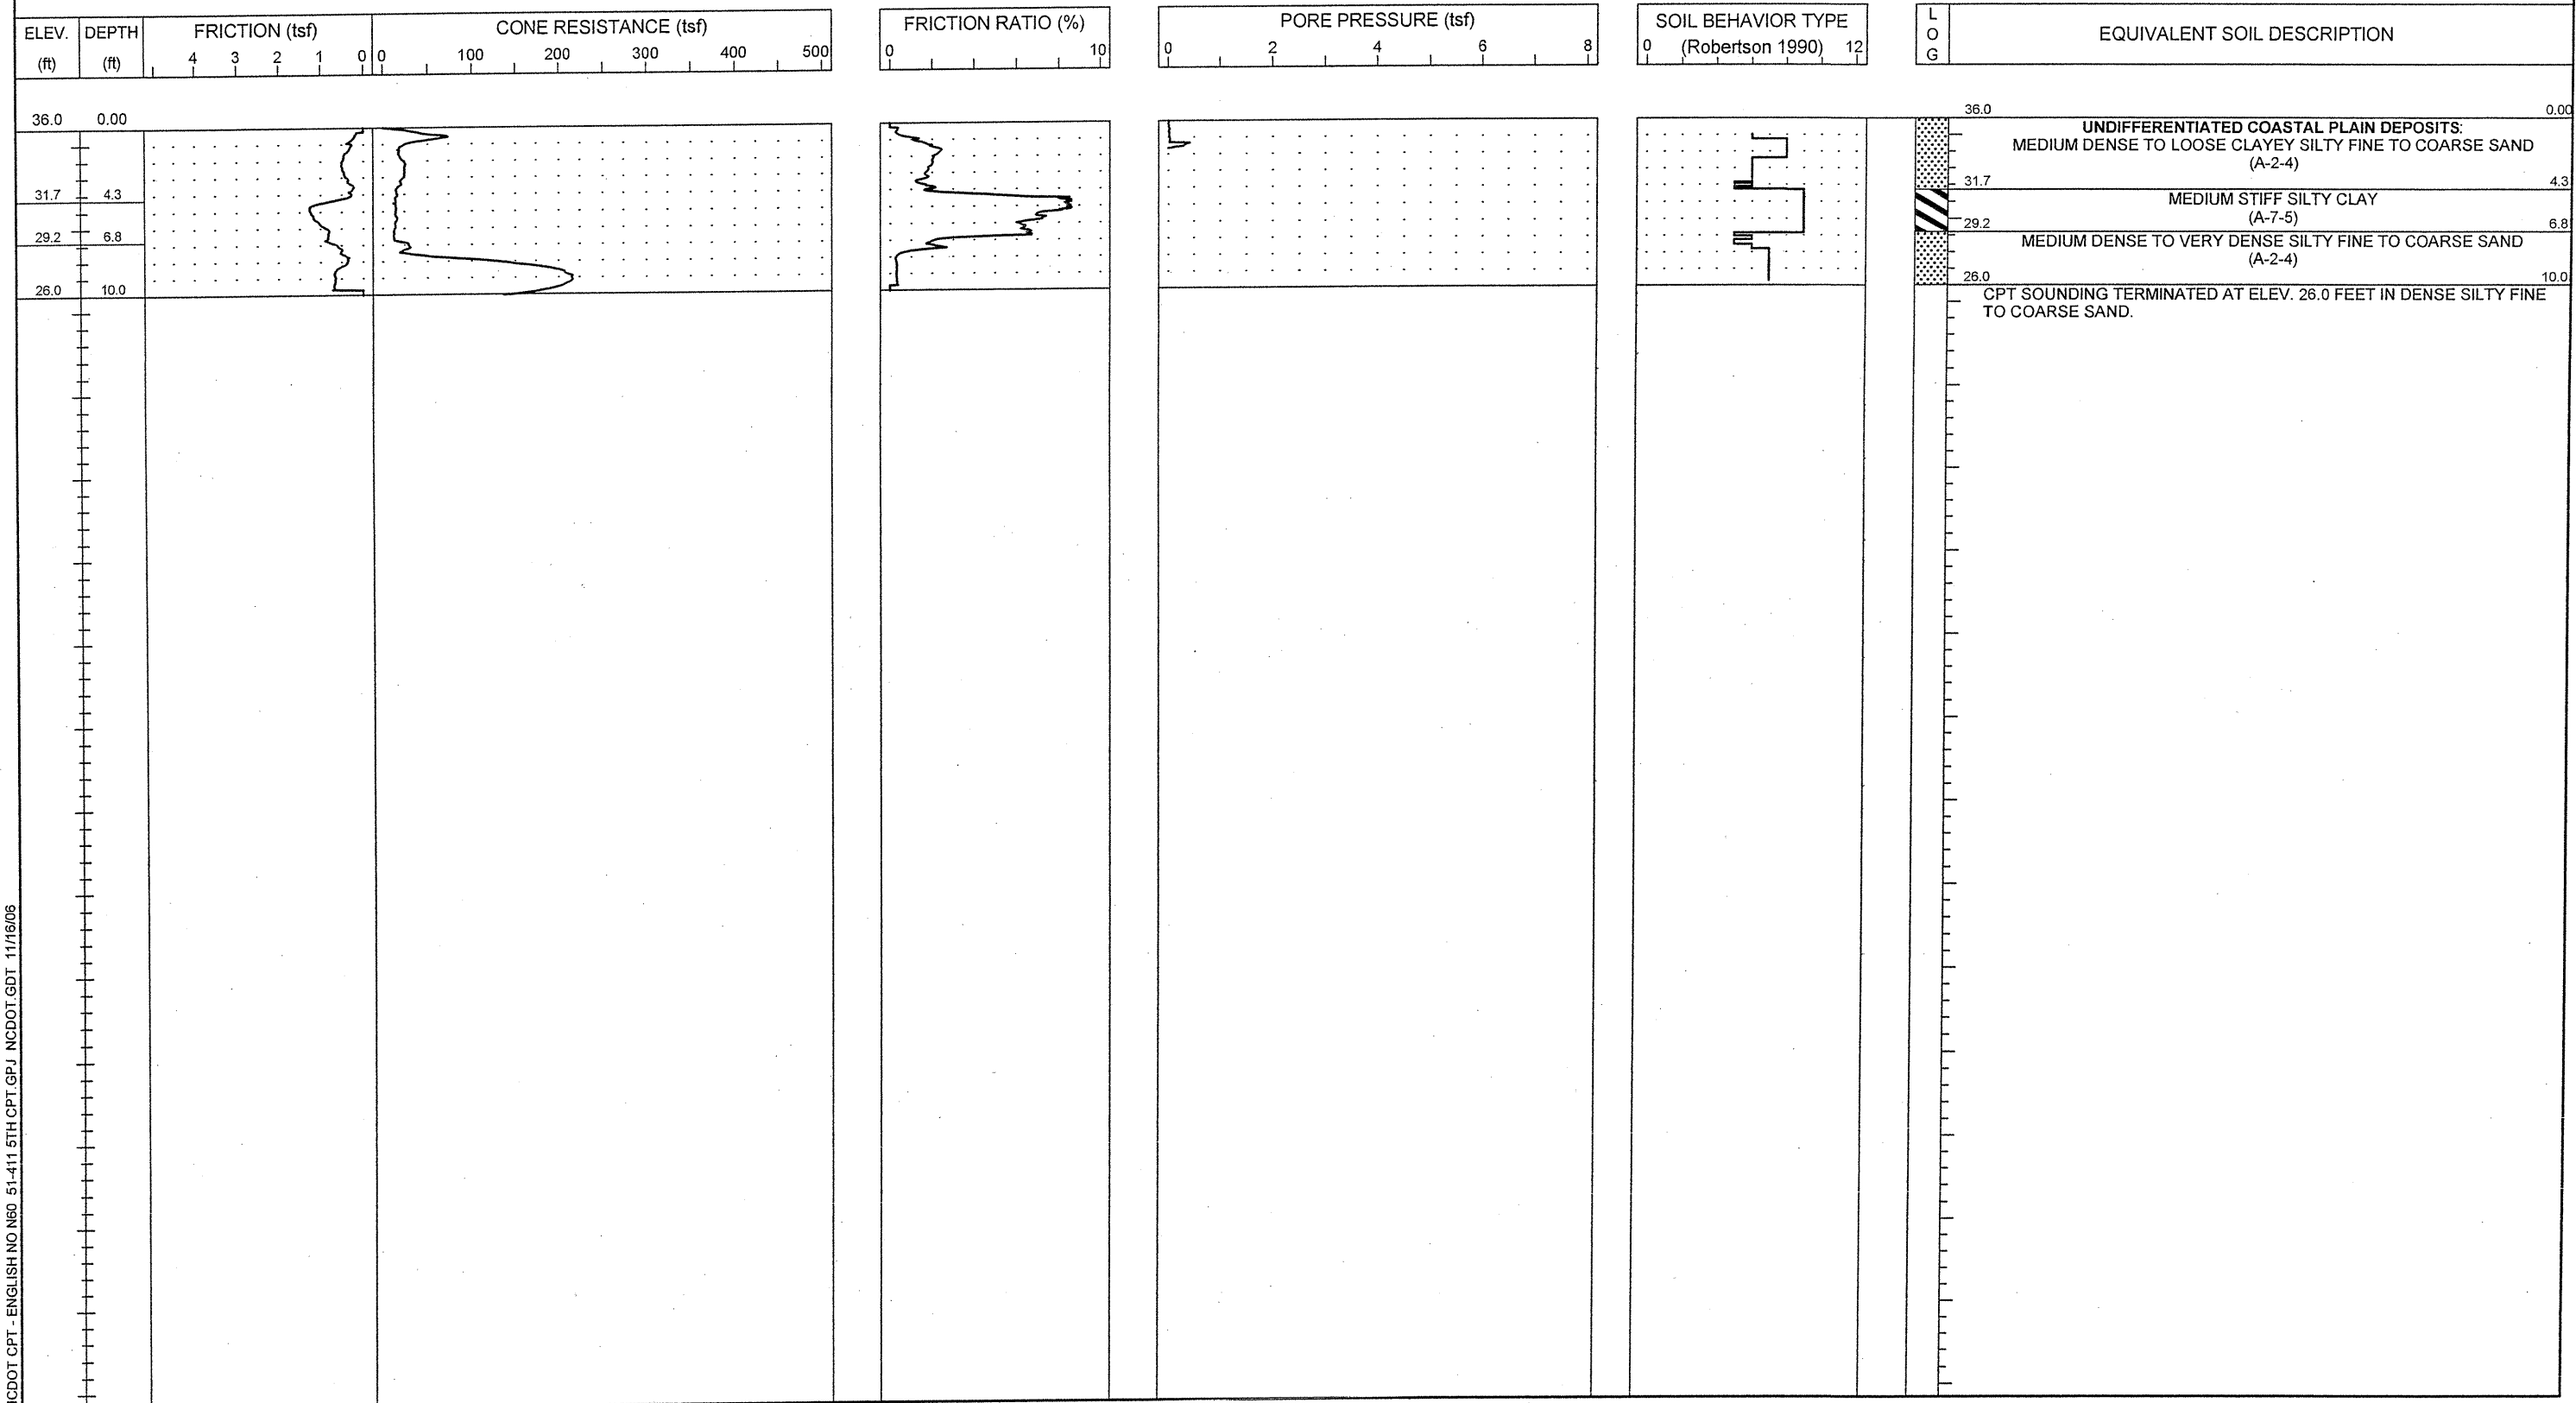 ELEV.
(ft)
DEPTH
(ft)
FRICTION (tsf)
4 3 2 1 0
CONE RESISTANCE (tsf)
0 100 200 300 400 500
FRICTION RATIO (%)
0 10
PORE PRESSURE (tsf)
0 2 4 6 8
SOIL BEHAVIOR TYPE
(Robertson 1990)
0 12
L
O
G
EQUIVALENT SOIL DESCRIPTION
36.0 0.00
31.7 4.3
29.2 6.8
26.0 10.0
36.0 0.00
UNDIFFERENTIATED COASTAL PLAIN DEPOSITS:
MEDIUM DENSE TO LOOSE CLAYEY SILTY FINE TO COARSE SAND
(A-2-4)
31.7 4.3
MEDIUM STIFF SILTY CLAY
(A-7-5)
29.2 6.8
MEDIUM DENSE TO VERY DENSE SILTY FINE TO COARSE SAND
(A-2-4)
26.0 10.0
CPT SOUNDING TERMINATED AT ELEV. 26.0 FEET IN DENSE SILTY FINE
TO COARSE SAND.
CDOT CPT - ENGLISH NO N60 51-411 5TH CPT.GPJ NCDOT.GDT 11/16/06